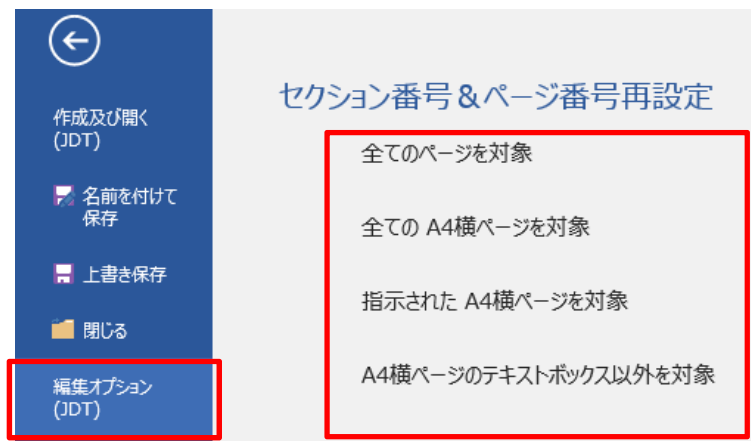 作成及び開く
(JDT)
名前を付けて
保存
上書き保存
閉じる
編集オプション
(JDT)
セクション番号&ページ番号再設定
全てのページを対象
全ての A4横ページを対象
指示された A4横ページを対象
A4横ページのテキストボックス以外を対象